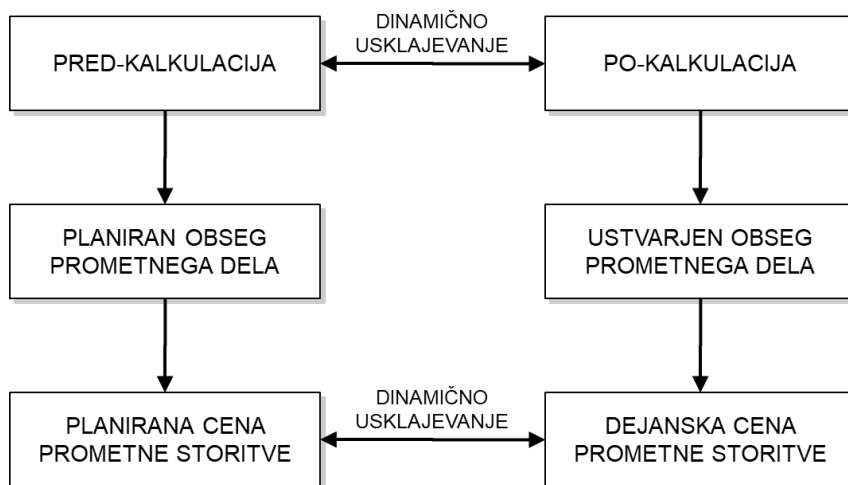 DINAMIČNO
USKLAJEVANJE
PRED-KALKULACIJA
PO-KALKULACIJA
PLANIRAN OBSEG
PROMETNEGA DELA
USTVARJEN OBSEG
PROMETNEGA DELA
DINAMIČNO
USKLAJEVANJE
PLANIRANA CENA
PROMETNE STORITVE
DEJANSKA CENA
PROMETNE STORITVE